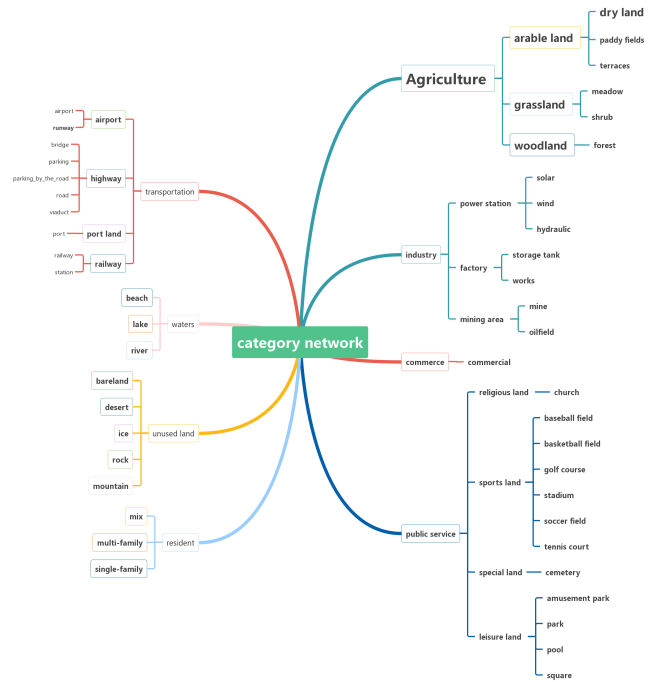 category network
Agriculture
arable land
dry land
paddy fields
terraces
grassland
meadow
shrub
woodland
forest
industry
power station
solar
wind
hydraulic
factory
storage tank
works
mining area
mine
oilfield
commerce
commercial
public service
religious land
church
sports land
baseball field
basketball field
golf course
stadium
soccer field
tennis court
special land
cemetery
leisure land
amusement park
park
pool
square
transportation
airport
airport
runway
highway
bridge
parking
parking_by_the_road
road
viaduct
port land
port
railway
railway
station
waters
beach
lake
river
unused land
bareland
desert
ice
rock
mountain
resident
mix
multi-family
single-family